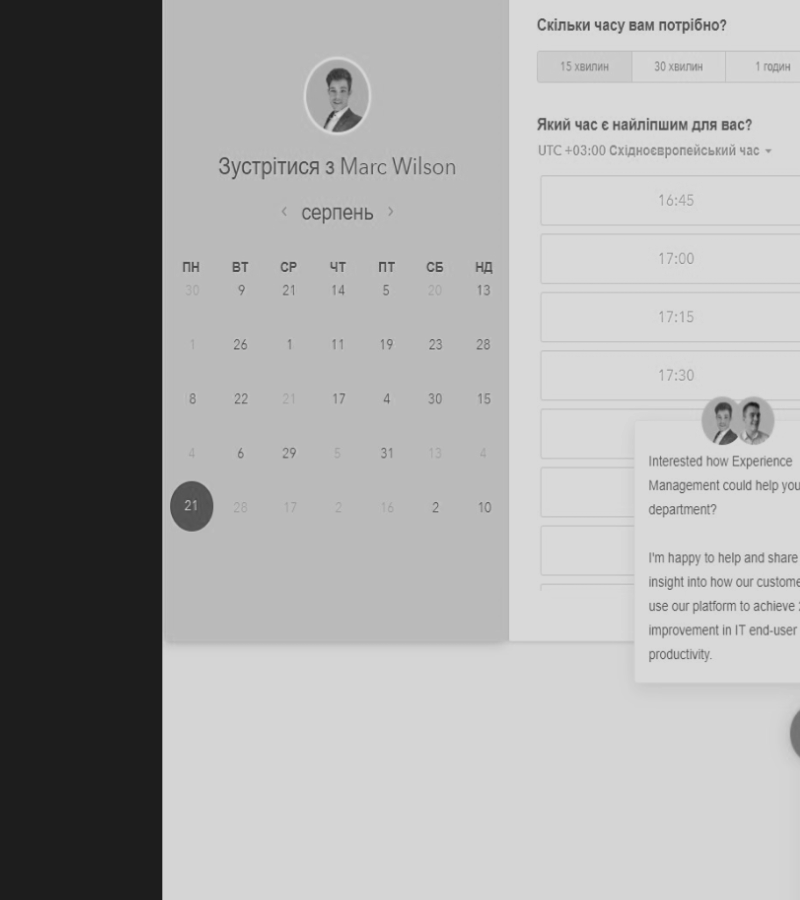 Зустрітися з Marc Wilson
‹ серпень ›
ПН ВТ СР ЧТ ПТ СБ НД
30 9 21 14 5 20 13
1 26 1 11 19 23 28
8 22 21 17 4 30 15
4 6 29 5 31 13 4
21 28 17 2 16 2 10
Скільки часу вам потрібно?
15 хвилин 30 хвилин 1 годин
Який час є найліпшим для вас?
UTC +03:00 Східноєвропейський час
16:45
17:00
17:15
17:30
Interested how Experience
Management could help you
department?
I'm happy to help and share
insight into how our custome
use our platform to achieve
improvement in IT end-user
productivity.